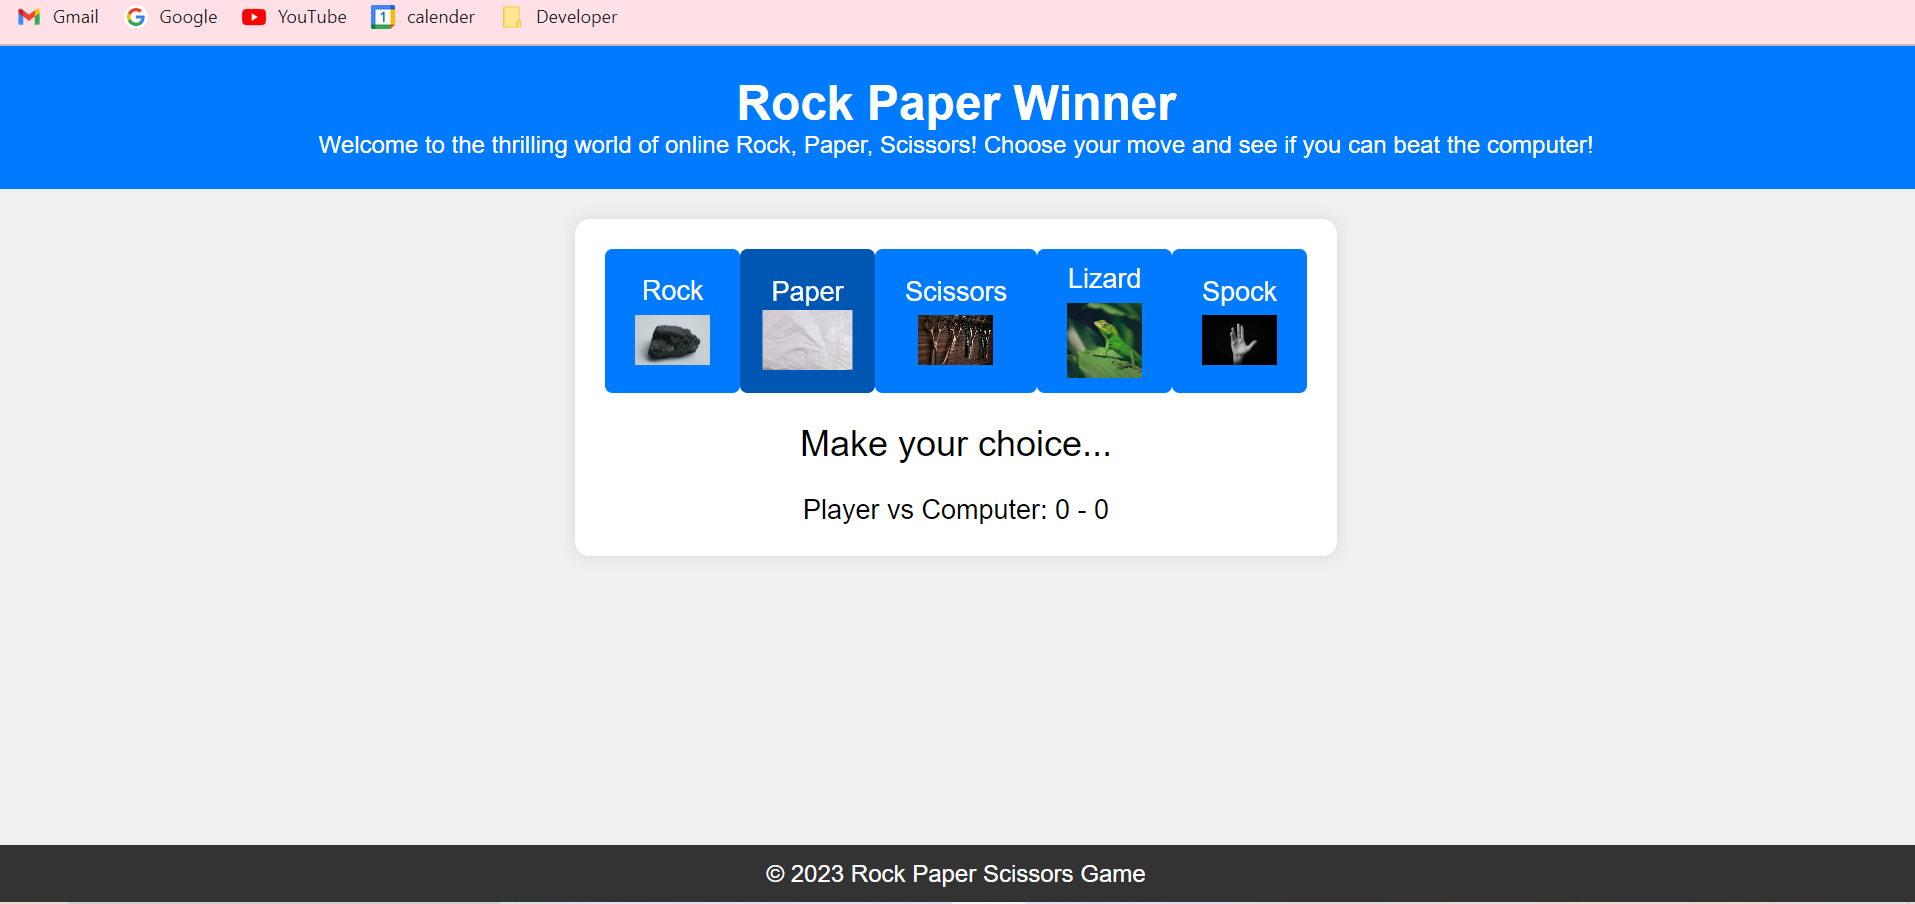 Gmail Google YouTube calender Developer
Rock Paper Winner
Welcome to the thrilling world of online Rock, Paper, Scissors! Choose your move and see if you can beat the computer!
Rock Paper Scissors Lizard Spock
Make your choice...
Player vs Computer: 0 - 0
© 2023 Rock Paper Scissors Game